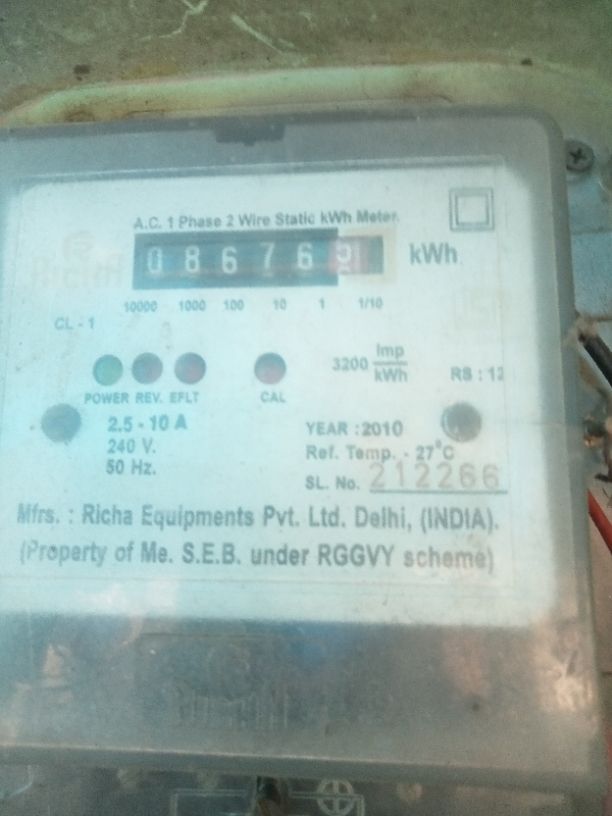 A.C. 1 Phase 2 Wire Static kWh Meter.
0 8 6 7 6 kWh
10000 1000 100 10 1 1/10
CL - 1
3200 Imp/kWh RS : 12
POWER REV. EFLT CAL
2.5 - 10 A
240 V.
50 Hz.
YEAR : 2010
Ref. Temp. - 27°C
SL. No. 212266
Mfrs. : Richa Equipments Pvt. Ltd. Delhi, (INDIA).
(Property of Me. S.E.B. under RGGVY scheme)